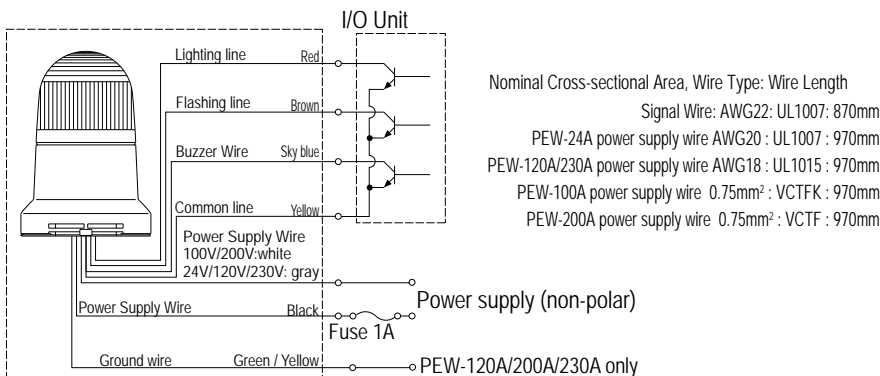 I/O Unit
Lighting line Red
Flashing line Brown
Buzzer Wire Sky blue
Common line Yellow
Power Supply Wire
100V/200V:white
24V/120V/230V: gray
Power Supply Wire Black
Fuse 1A
Power supply (non-polar)
Ground wire Green / Yellow
PEW-120A/200A/230A only
Nominal Cross-sectional Area, Wire Type: Wire Length
Signal Wire: AWG22: UL1007: 870mm
PEW-24A power supply wire AWG20 : UL1007 : 970mm
PEW-120A/230A power supply wire AWG18 : UL1015 : 970mm
PEW-100A power supply wire 0.75mm² : VCTFK : 970mm
PEW-200A power supply wire 0.75mm² : VCTF : 970mm